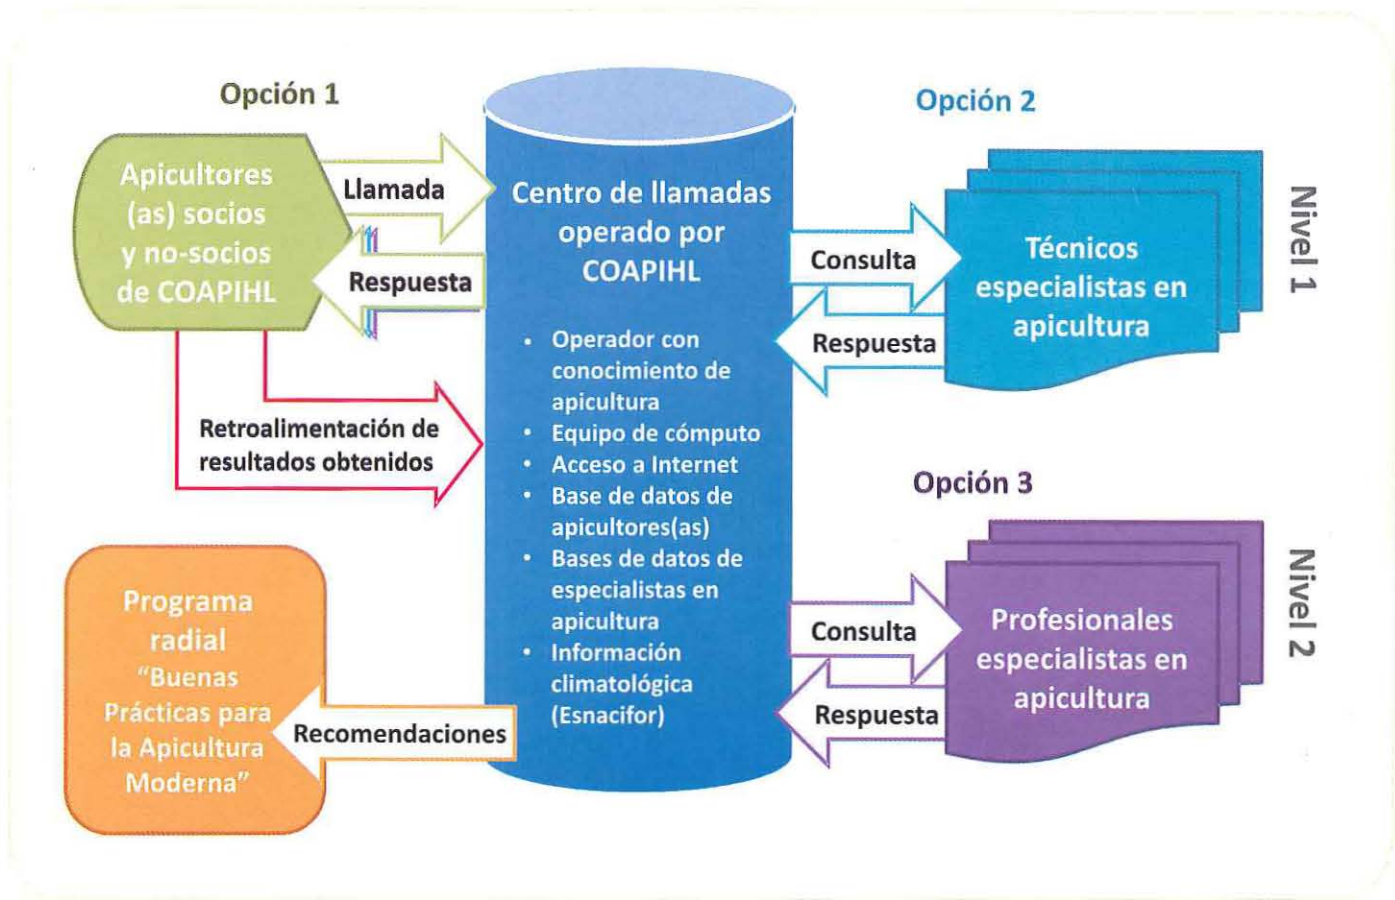 Opción 1
Apicultores
(as) socios
y no-socios
de COAPIHL
Llamada
Respuesta
Retroalimentación de
resultados obtenidos
Programa
radial
“Buenas
Prácticas para
la Apicultura
Moderna”
Recomendaciones
Centro de llamadas
operado por
COAPIHL
• Operador con
conocimiento de
apicultura
• Equipo de cómputo
• Acceso a Internet
• Base de datos de
apicultores(as)
• Bases de datos de
especialistas en
apicultura
• Información
climatológica
(Esnacifor)
Opción 2
Consulta
Respuesta
Técnicos
especialistas en
apicultura
Nivel 1
Opción 3
Consulta
Respuesta
Profesionales
especialistas en
apicultura
Nivel 2